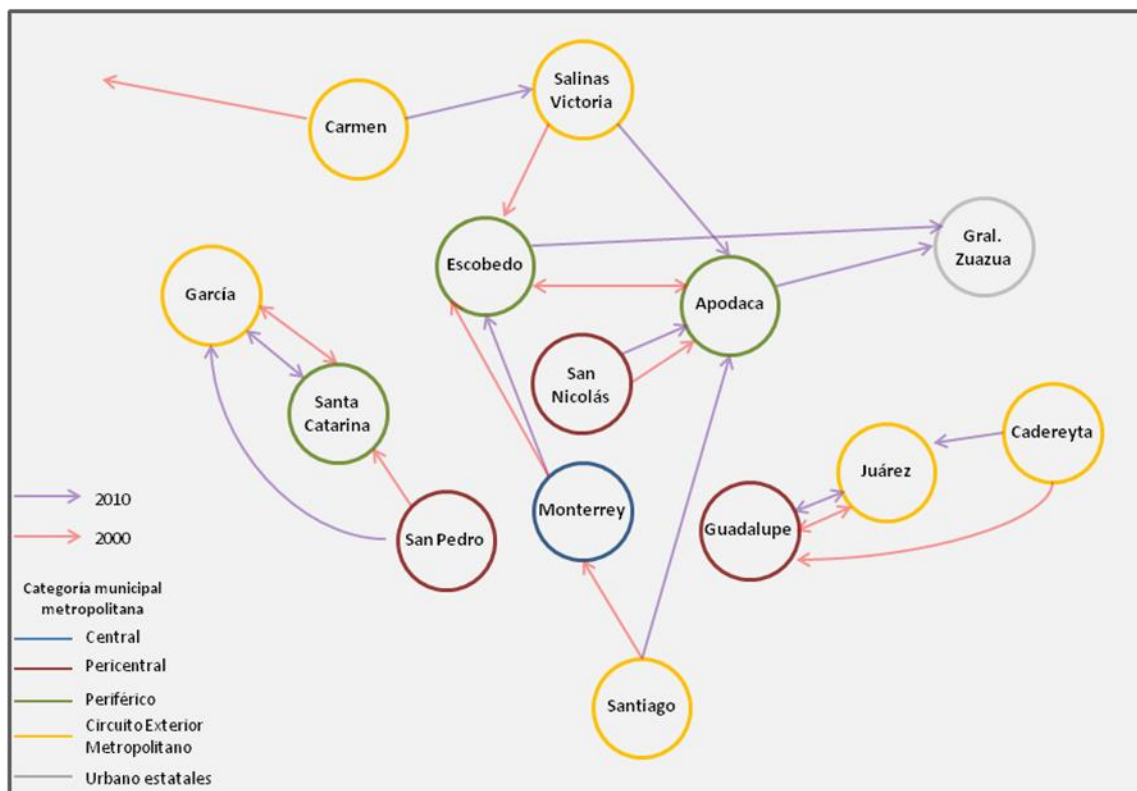 Salinas
Victoria
Carmen
Escobedo
Gral.
Zuazua
García
Apodaca
San
Nicolás
Santa
Catarina
Cadereyta
Juárez
Monterrey
Guadalupe
San Pedro
Santiago
2010
2000
Categoría municipal
metropolitana
Central
Pericentral
Periférico
Circuito Exterior
Metropolitano
Urbano estatales